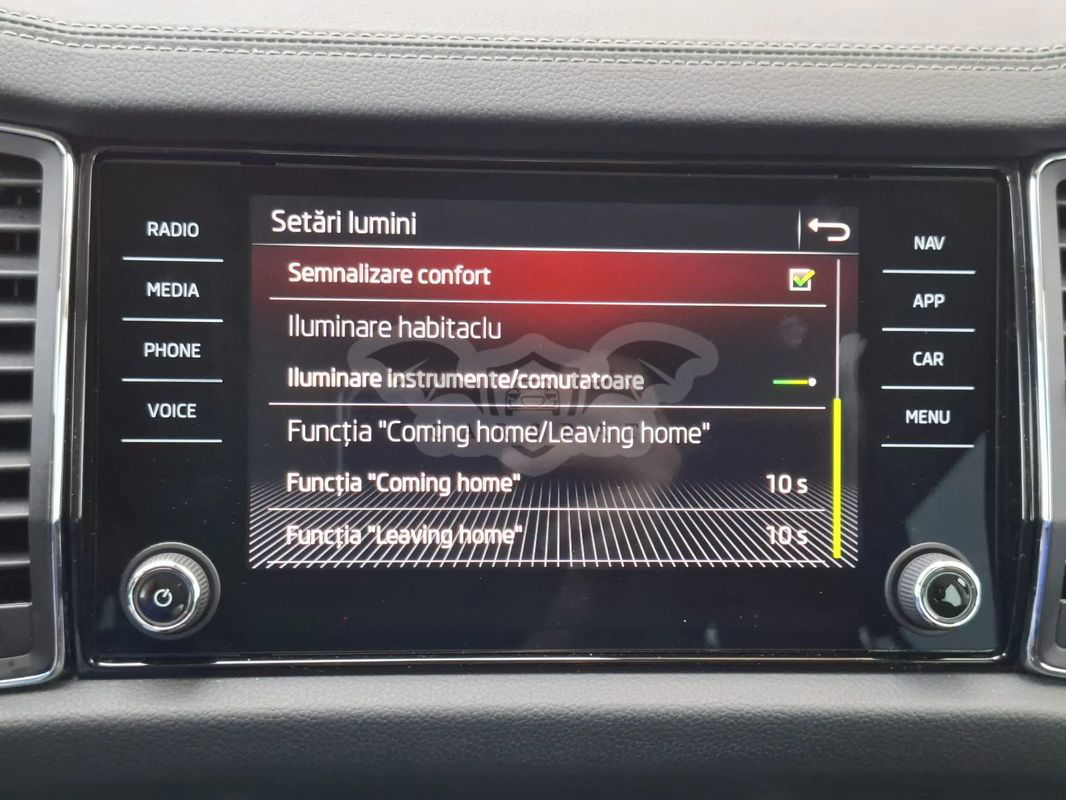 RADIO
MEDIA
PHONE
VOICE
Setări lumini
Semnalizare confort
Iluminare habitaclu
Iluminare instrumente/comutatoare
Funcția "Coming home/Leaving home"
Funcția "Coming home" 10 s
Funcția "Leaving home" 10 s
NAV
APP
CAR
MENU